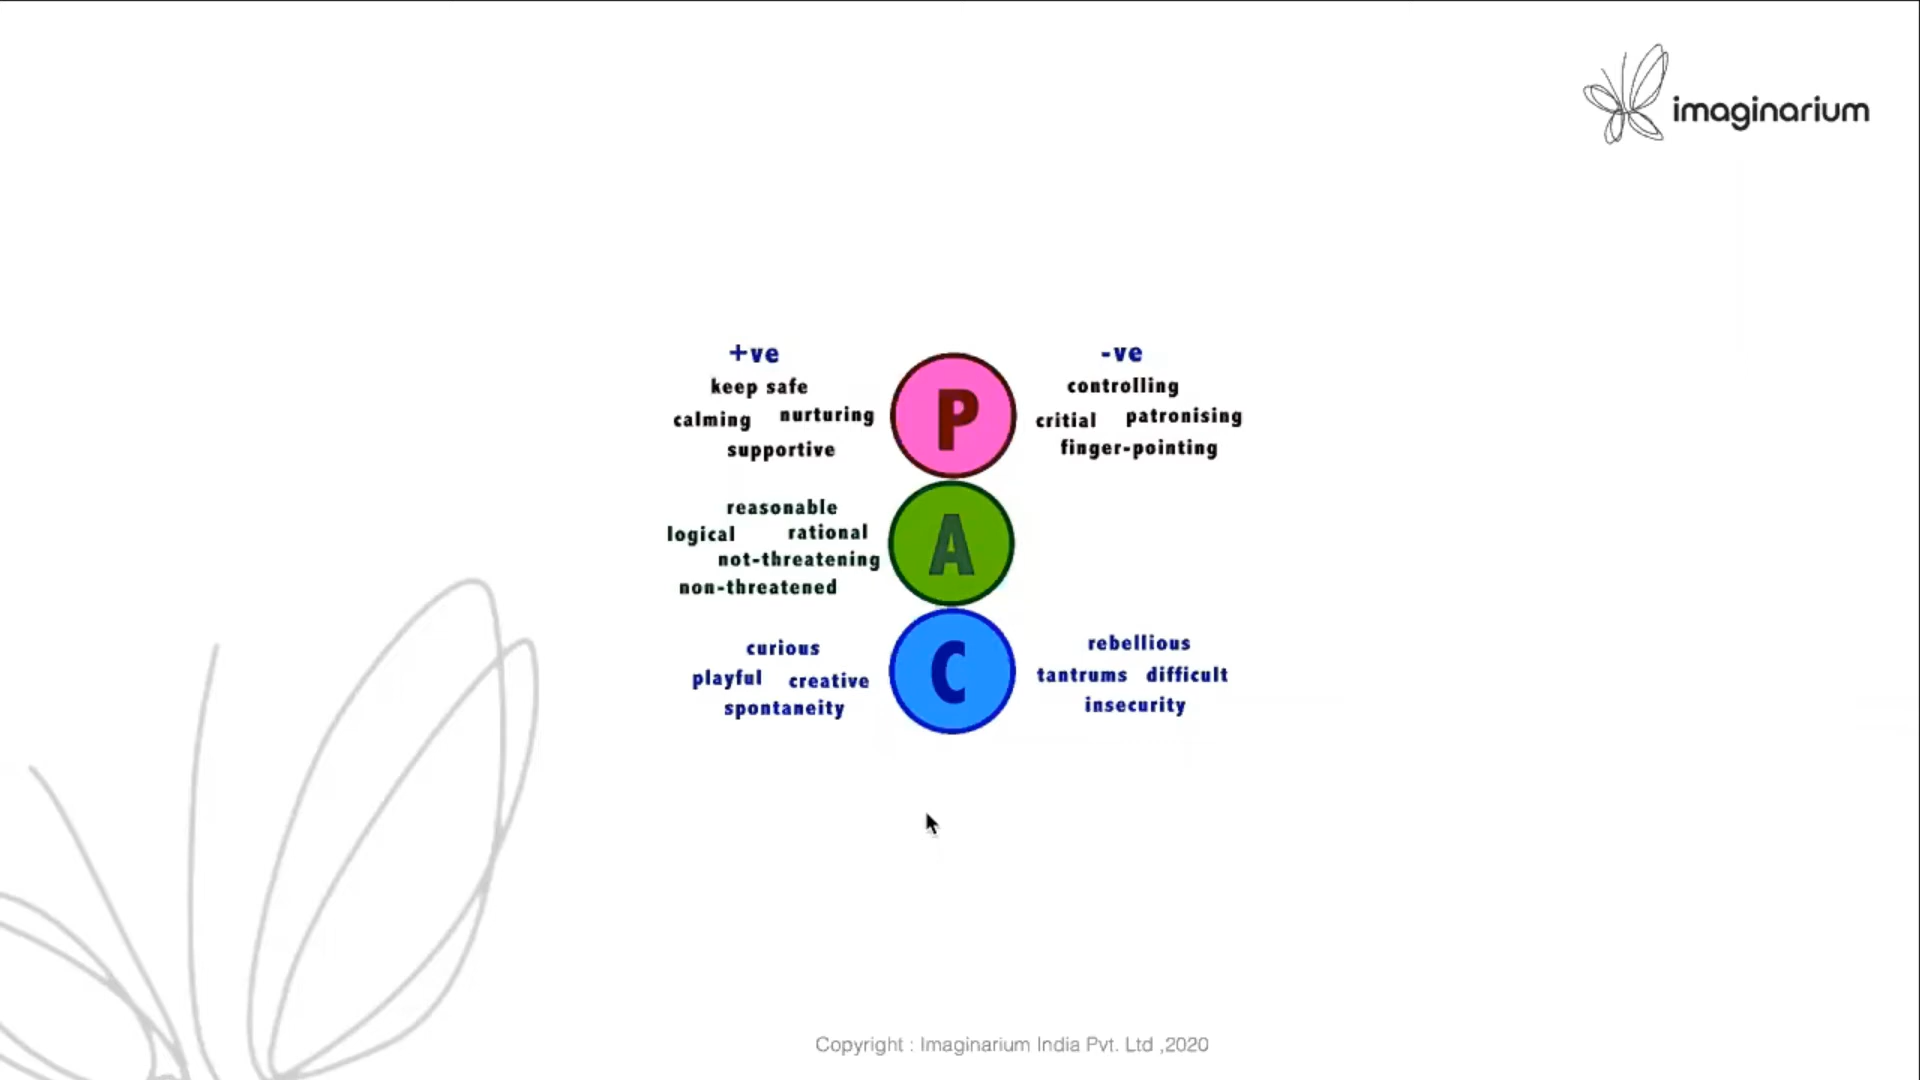 imaginarium
+ve
-ve
keep safe
calming nurturing
supportive
P
controlling
critial patronising
finger-pointing
reasonable
logical rational
not-threatening
non-threatened
A
curious
playful creative
spontaneity
C
rebellious
tantrums difficult
insecurity
Copyright : Imaginarium India Pvt. Ltd ,2020